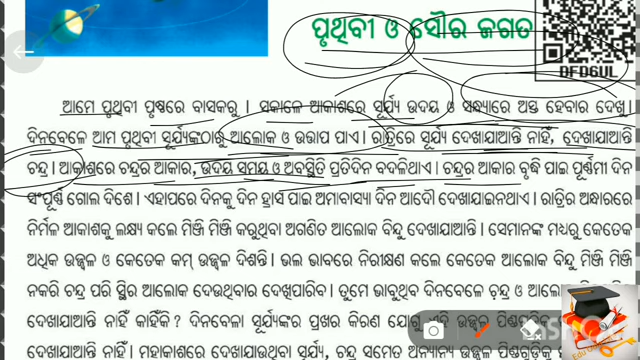 ପୃଥିବୀ ଓ ସୌର ଜଗତ
DFDGUL
ଆମେ ପୃଥିବୀ ପୃଷ୍ଠରେ ବାସକରୁ । ସକାଳେ ଆକାଶରେ ସୂର୍ଯ୍ୟ ଉଦୟ ଓ ସନ୍ଧ୍ୟାରେ ଅସ୍ତ ହେବାର ଦେଖୁ ।
ଦିନବେଳେ ଆମ ପୃଥିବୀ ସୂର୍ଯ୍ୟଙ୍କଠାରୁ ଆଲୋକ ଓ ଉତ୍ତାପ ପାଏ । ରାତ୍ରିରେ ସୂର୍ଯ୍ୟ ଦେଖାଯାଆନ୍ତି ନାହିଁ, ଦେଖାଯାଆନ୍ତି
ଚନ୍ଦ୍ର । ଆକାଶରେ ଚନ୍ଦ୍ରର ଆକାର, ଉଦୟ ସମୟ ଓ ଅବସ୍ଥିତି ପ୍ରତିଦିନ ବଦଳିଥାଏ । ଚନ୍ଦ୍ରର ଆକାର ବୃଦ୍ଧି ପାଇ ପୂର୍ଣ୍ଣମୀ ଦିନ
ସଂପୂର୍ଣ୍ଣ ଗୋଲ ଦିଶେ । ଏହାପରେ ଦିନକୁ ଦିନ ହ୍ରାସ ପାଇ ଅମାବାସ୍ୟା ଦିନ ଆଦୌ ଦେଖାଯାଇନଥାଏ । ରାତ୍ରିର ଅନ୍ଧାରରେ
ନିର୍ମଳ ଆକାଶକୁ ଲକ୍ଷ୍ୟ କଲେ ମିଞ୍ଜି ମିଞ୍ଜି କରୁଥିବା ଅଗଣିତ ଆଲୋକ ବିନ୍ଦୁ ଦେଖାଯାଆନ୍ତି । ସେମାନଙ୍କ ମଧ୍ୟରୁ କେତେକ
ଅଧିକ ଉଜ୍ଜ୍ୱଳ ଓ କେତେକ କମ୍ ଉଜ୍ଜ୍ୱଳ ଦିଶନ୍ତି । ଭଲ ଭାବରେ ନିରୀକ୍ଷଣ କଲେ କେତେକ ଆଲୋକ ବିନ୍ଦୁ ମିଞ୍ଜି ମିଞ୍ଜି
ନକରି ଚନ୍ଦ୍ର ପରି ସ୍ଥିର ଆଲୋକ ଦେଉଥିବାର ଦେଖିପାରିବ । ତୁମେ ଭାବୁଥିବ ଦିନବେଳେ ଚନ୍ଦ୍ର ଓ
ଦେଖାଯାଆନ୍ତି ନାହିଁ କାହିଁକି ? ଦିନବେଳା ସୂର୍ଯ୍ୟଙ୍କର ପ୍ରଖର କିରଣ ଯୋଗୁ
ଦେଖାଯାଆନ୍ତି ନାହିଁ । ମହାକାଶରେ ଦେଖାଯାଉଥିବା ସୂର୍ଯ୍ୟ, ଚନ୍ଦ୍ର ସମେତ ଅନ୍ୟାନ୍ୟ ଉଜ୍ଜ୍ୱଳ